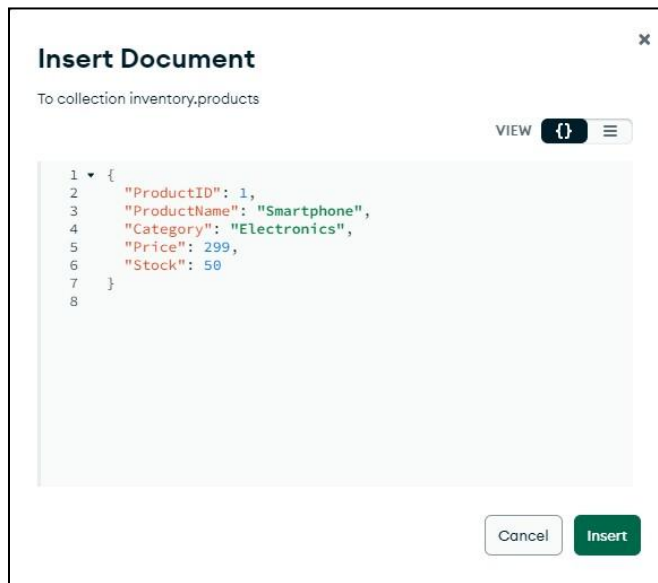 Insert Document
To collection inventory.products
VIEW {}
1 {
2 "ProductID": 1,
3 "ProductName": "Smartphone",
4 "Category": "Electronics",
5 "Price": 299,
6 "Stock": 50
7 }
8
Cancel Insert